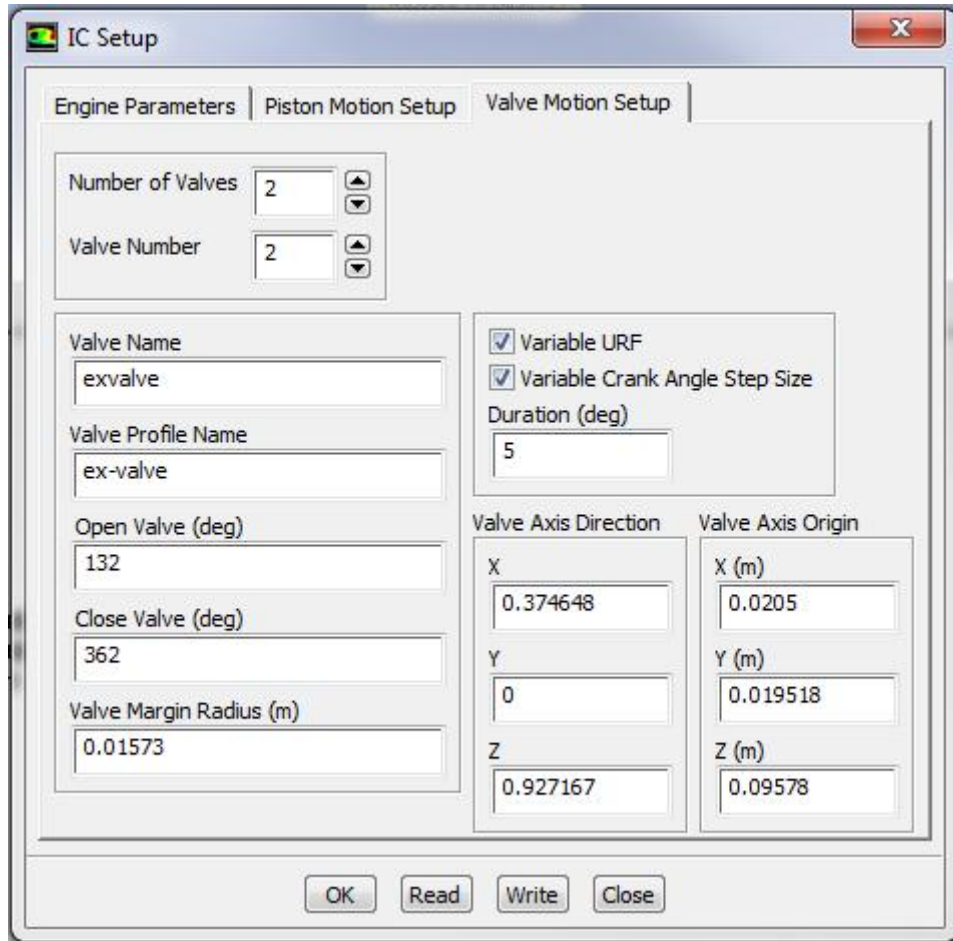 IC Setup
Engine Parameters
Piston Motion Setup
Valve Motion Setup
Number of Valves
2
Valve Number
2
Valve Name
exvalve
Valve Profile Name
ex-valve
Open Valve (deg)
132
Close Valve (deg)
362
Valve Margin Radius (m)
0.01573
Variable URF
Variable Crank Angle Step Size
Duration (deg)
5
Valve Axis Direction
X
0.374648
Y
0
Z
0.927167
Valve Axis Origin
X (m)
0.0205
Y (m)
0.019518
Z (m)
0.09578
OK
Read
Write
Close